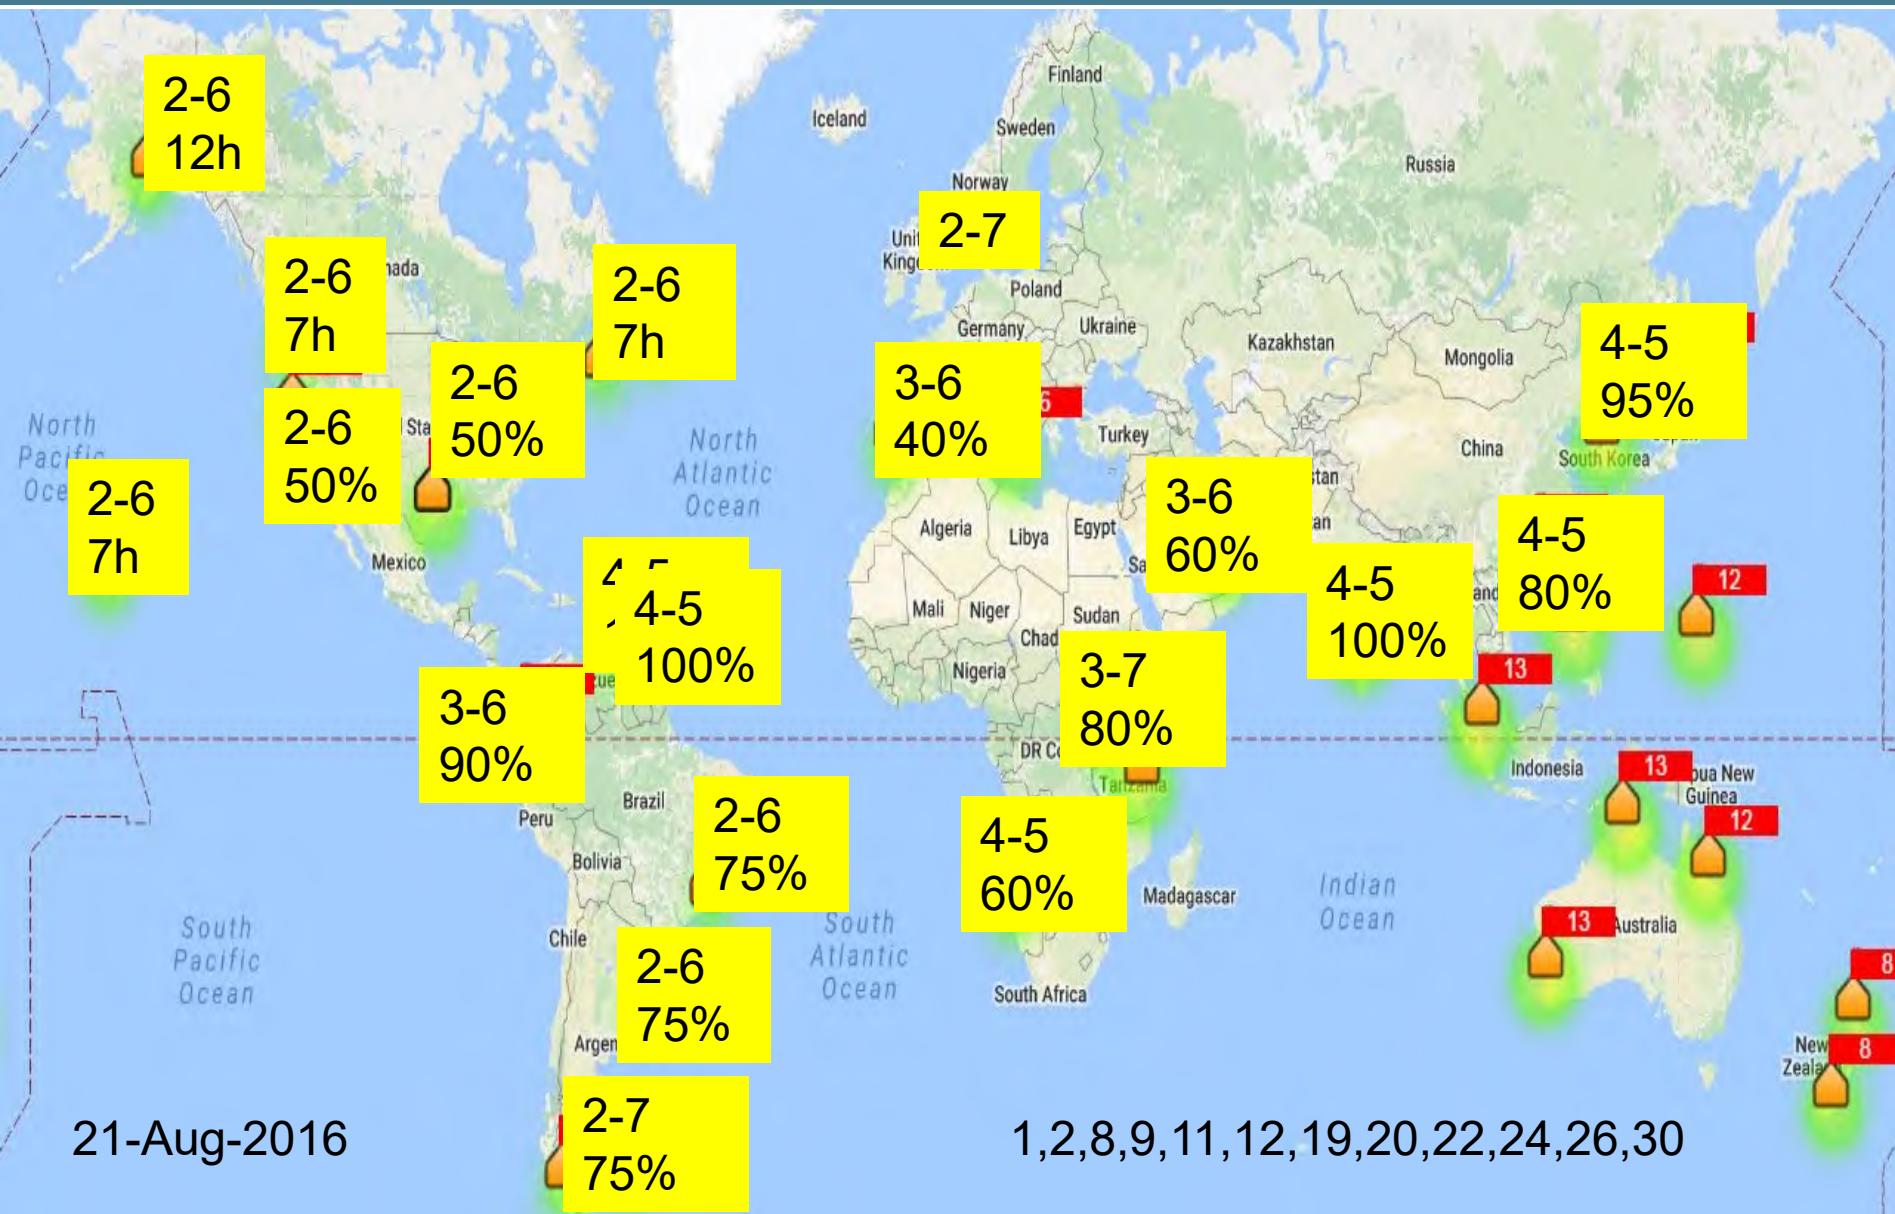 Finland
2-6
12h
Iceland
Sweden
Russia
Norway
2-7
2-6
7h
2-6
7h
Poland
Germany
Ukraine
Kazakhstan
Mongolia
4-5
95%
2-6
50%
3-6
40%
6
2-6
50%
North
Pacific
North
Atlantic
Ocean
Turkey
China
South Korea
2-6
7h
Algeria
Libya
Egypt
3-6
60%
4-5
80%
Mexico
4-5
100%
4-5
100%
12
Mali
Niger
Sudan
Chad
Nigeria
3-7
80%
13
3-6
90%
Indonesia
13
Guinea
Tanzania
Brazil
Peru
2-6
75%
4-5
60%
12
Bolivia
Madagascar
Indian
Ocean
13
Australia
South
Pacific
Ocean
Chile
South
Atlantic
Ocean
2-6
75%
South Africa
8
New
8
2-7
75%
21-Aug-2016
1,2,8,9,11,12,19,20,22,24,26,30